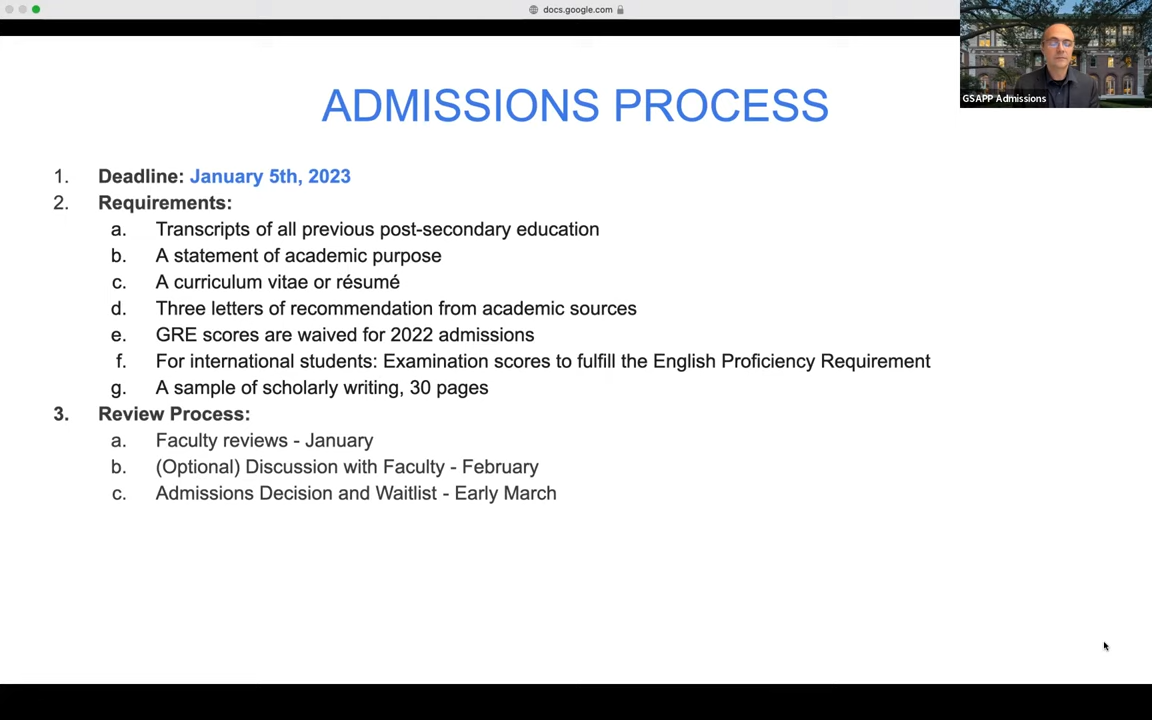 docs.google.com
GSAPP Admissions
ADMISSIONS PROCESS
1. Deadline: January 5th, 2023
2. Requirements:
a. Transcripts of all previous post-secondary education
b. A statement of academic purpose
c. A curriculum vitae or résumé
d. Three letters of recommendation from academic sources
e. GRE scores are waived for 2022 admissions
f. For international students: Examination scores to fulfill the English Proficiency Requirement
g. A sample of scholarly writing, 30 pages
3. Review Process:
a. Faculty reviews - January
b. (Optional) Discussion with Faculty - February
c. Admissions Decision and Waitlist - Early March